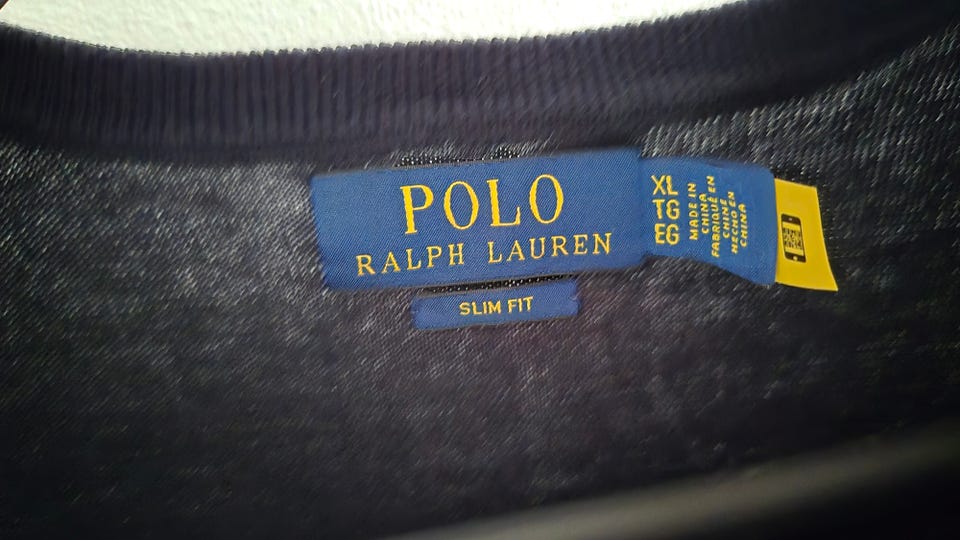 POLO
RALPH LAUREN
SLIM FIT
XL
TG
EG
MADE IN
CHINA
FABRIQUÉ EN
CHINE
HECHO EN
CHINA